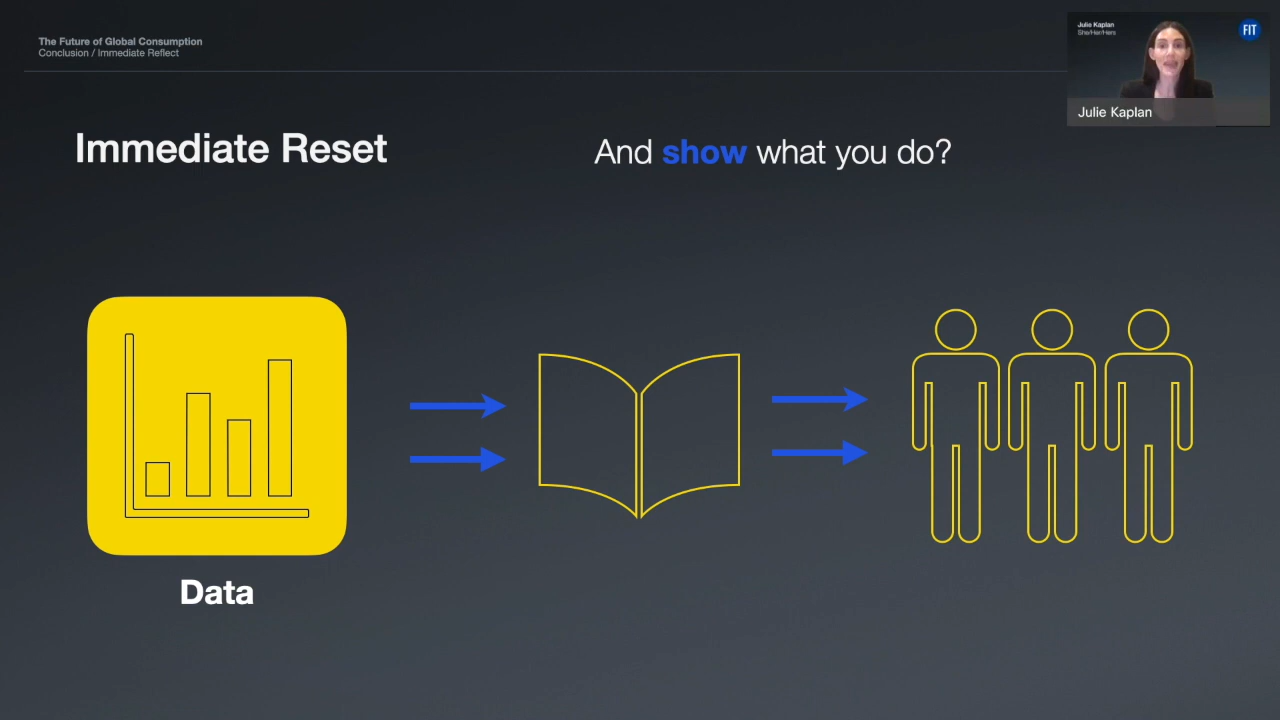 The Future of Global Consumption
Conclusion / Immediate Reflect
Julie Kaplan
She/Her/Hers
FIT
Julie Kaplan
Immediate Reset
And show what you do?
Data